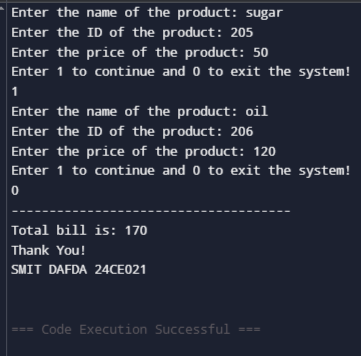 Enter the name of the product: sugar
Enter the ID of the product: 205
Enter the price of the product: 50
Enter 1 to continue and 0 to exit the system!
1
Enter the name of the product: oil
Enter the ID of the product: 206
Enter the price of the product: 120
Enter 1 to continue and 0 to exit the system!
0
-------------------------------------
Total bill is: 170
Thank You!
SMIT DAFDA 24CE021
=== Code Execution Successful ===